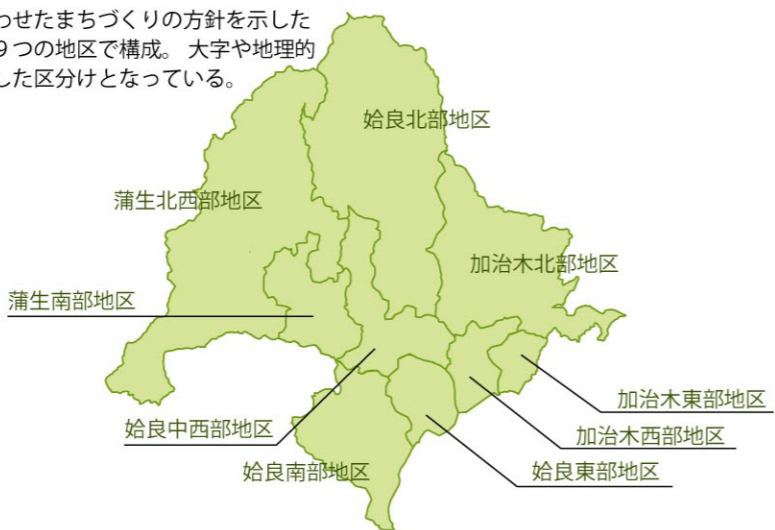 わせたまちづくりの方針を示した
９つの地区で構成。 大字や地理的
した区分けとなっている。
姶良北部地区
蒲生北西部地区
加治木北部地区
蒲生南部地区
加治木東部地区
姶良中西部地区
加治木西部地区
姶良南部地区
姶良東部地区